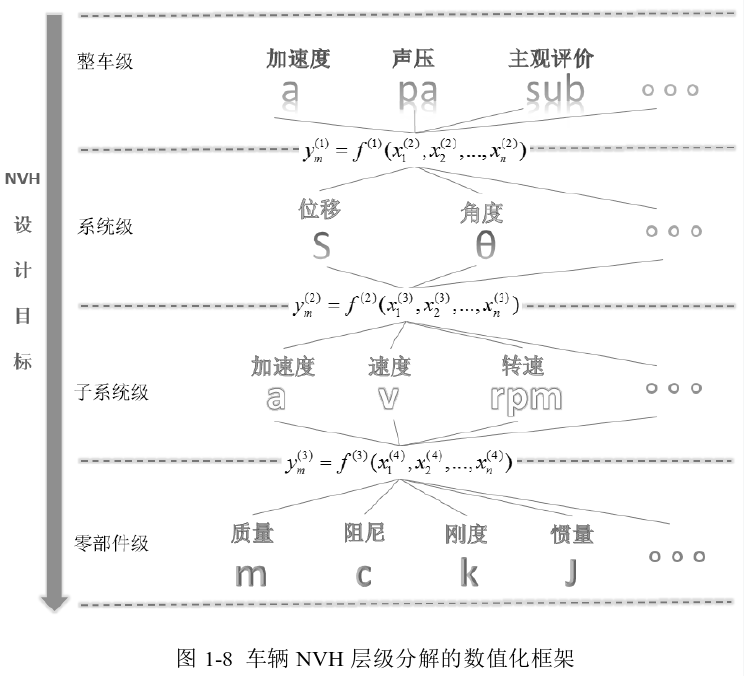 NVH
设
计
目
标
整车级
加速度 声压 主观评价
a pa sub
y_m^(1) = f^(1)(x_1^(2), x_2^(2), ..., x_n^(2))
系统级
位移 角度
S θ
y_m^(2) = f^(2)(x_1^(3), x_2^(3), ..., x_n^(3))
子系统级
加速度 速度 转速
a v rpm
y_m^(3) = f^(3)(x_1^(4), x_2^(4), ..., x_n^(4))
零部件级
质量 阻尼 刚度 惯量
m c k J
图 1-8 车辆 NVH 层级分解的数值化框架